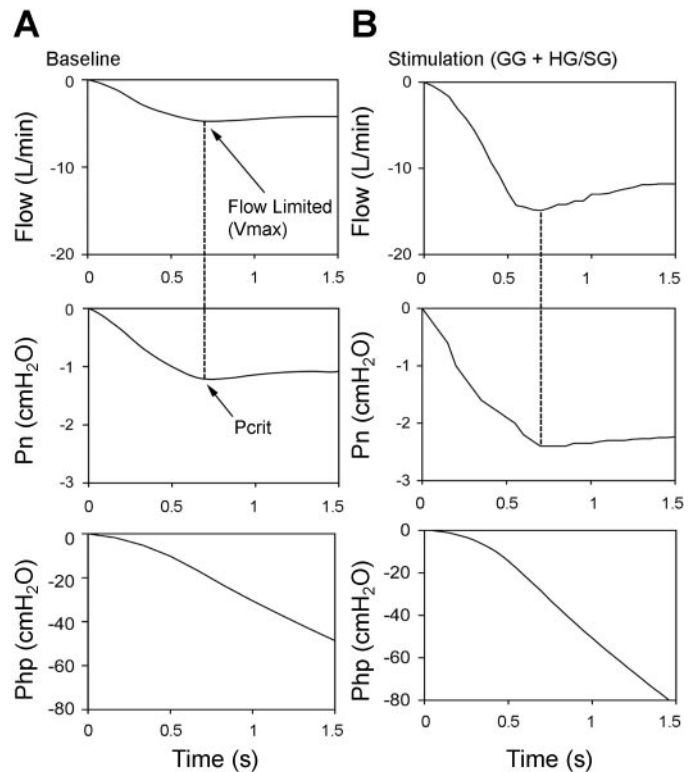 A
Baseline
Flow (L/min)
0
-10
-20
Flow Limited
(Vmax)
0 0.5 1 1.5
Pn (cmH₂O)
0
-1
-2
-3
Pcrit
0 0.5 1 1.5
Php (cmH₂O)
0
-20
-40
-60
-80
0 0.5 1 1.5
Time (s)
B
Stimulation (GG + HG/SG)
Flow (L/min)
0
-10
-20
0 0.5 1 1.5
Pn (cmH₂O)
0
-1
-2
-3
0 0.5 1 1.5
Php (cmH₂O)
0
-20
-40
-60
-80
0 0.5 1 1.5
Time (s)